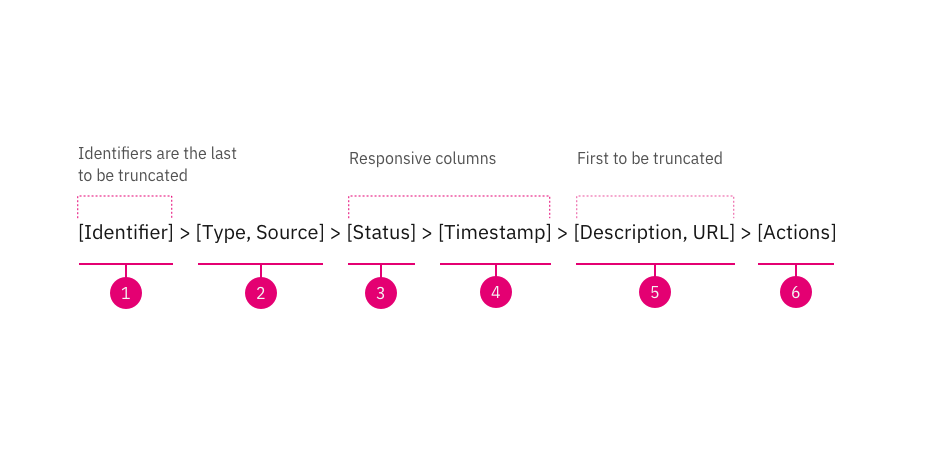 Identifiers are the last
to be truncated
Responsive columns
First to be truncated
[Identifier] > [Type, Source] > [Status] > [Timestamp] > [Description, URL] > [Actions]
1 2 3 4 5 6